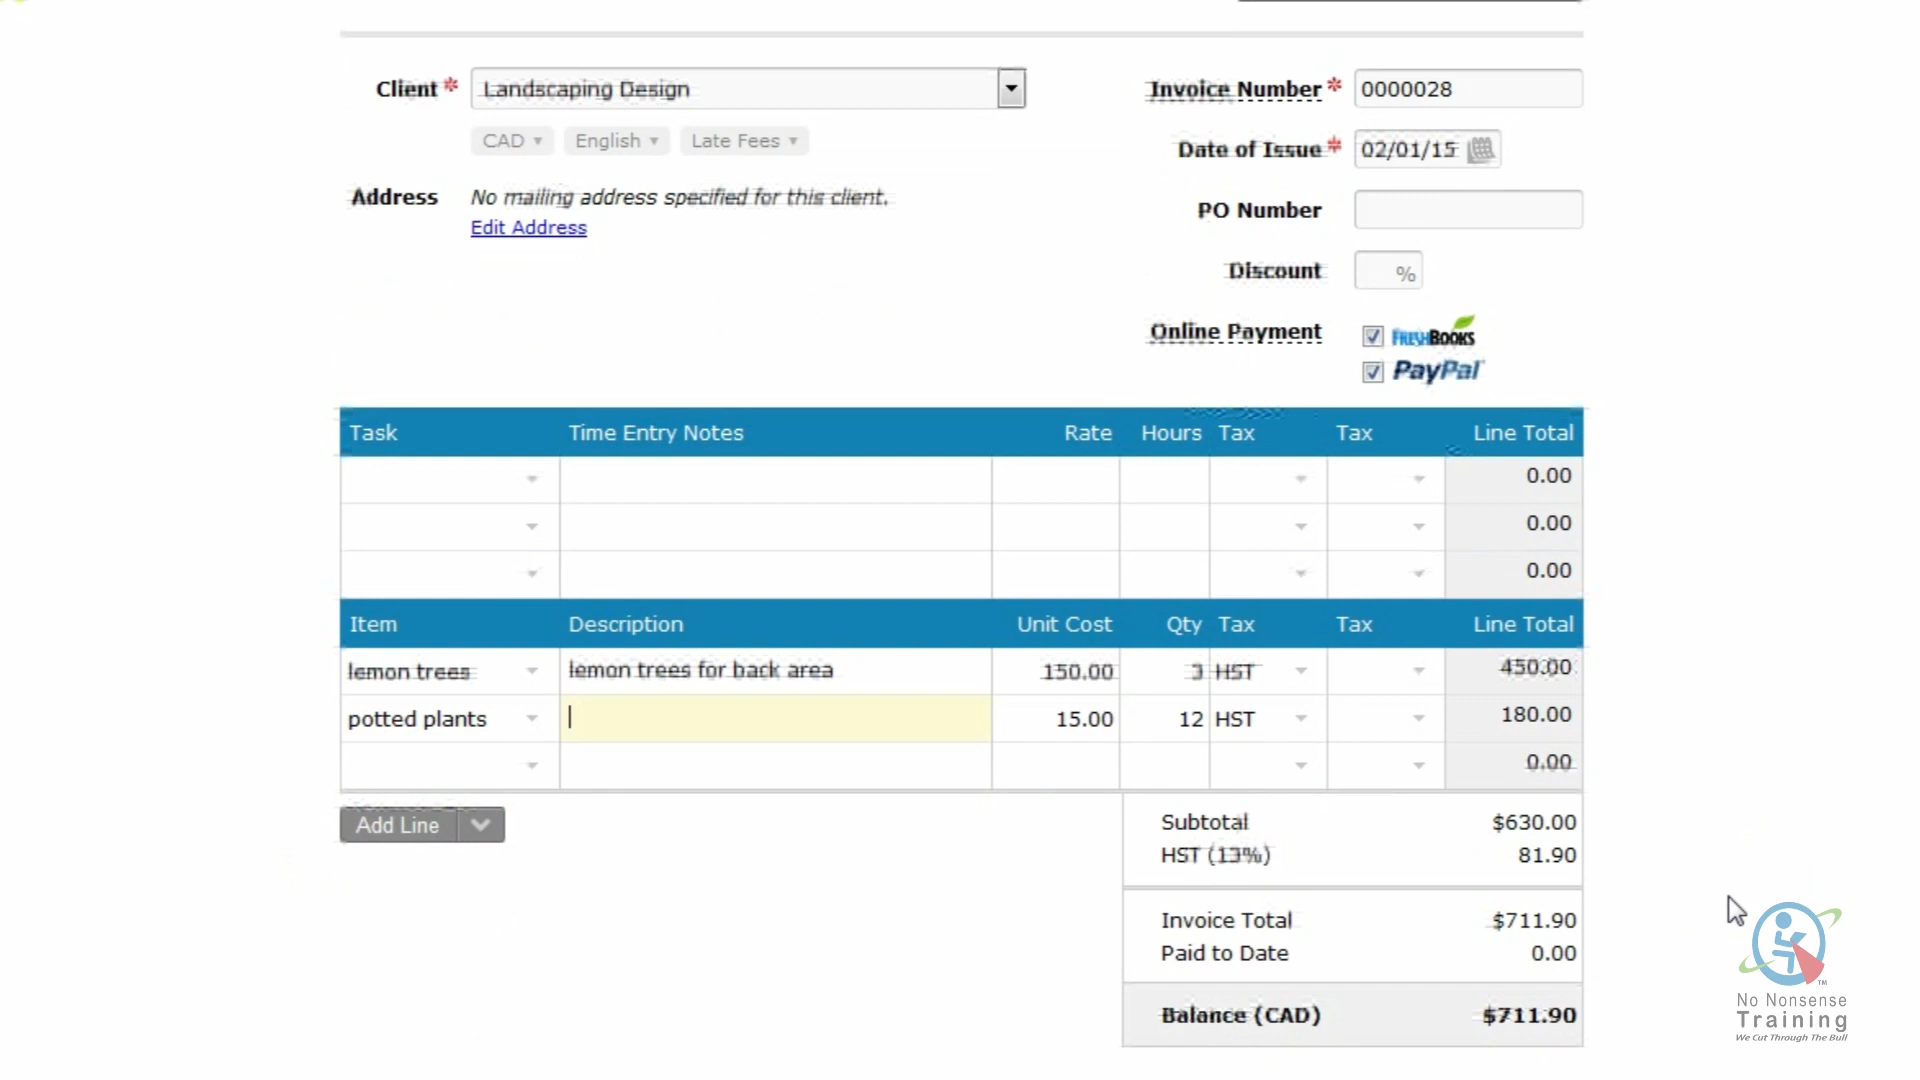 Client * Landscaping Design
CAD English Late Fees
Address No mailing address specified for this client.
Edit Address
Invoice Number * 0000028
Date of Issue * 02/01/15
PO Number
Discount %
Online Payment FRESHBOOKS
PayPal
Task Time Entry Notes Rate Hours Tax Tax Line Total
0.00
0.00
0.00
Item Description Unit Cost Qty Tax Tax Line Total
lemon trees lemon trees for back area 150.00 3 HST 450.00
potted plants 15.00 12 HST 180.00
0.00
Add Line
Subtotal $630.00
HST (13%) 81.90
Invoice Total $711.90
Paid to Date 0.00
Balance (CAD) $711.90
TM
No Nonsense
Training
We Cut Through The Bull